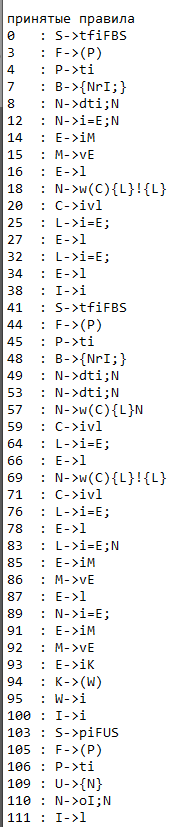 принятые правила
0 : S->tfiFBS
3 : F->(P)
4 : P->ti
7 : B->{NrI;}
8 : N->dti;N
12 : N->i=E;N
14 : E->iM
15 : M->vE
16 : E->l
18 : N->w(C){L}!{L}
20 : C->ivl
25 : L->i=E;
27 : E->l
32 : L->i=E;
34 : E->l
38 : I->i
41 : S->tfiFBS
44 : F->(P)
45 : P->ti
48 : B->{NrI;}
49 : N->dti;N
53 : N->dti;N
57 : N->w(C){L}N
59 : C->ivl
64 : L->i=E;
66 : E->l
69 : N->w(C){L}!{L}
71 : C->ivl
76 : L->i=E;
78 : E->l
83 : L->i=E;N
85 : E->iM
86 : M->vE
87 : E->l
89 : N->i=E;
91 : E->iM
92 : M->vE
93 : E->iK
94 : K->(W)
95 : W->i
100 : I->i
103 : S->piFUS
105 : F->(P)
106 : P->ti
109 : U->{N}
110 : N->oI;N
111 : I->l